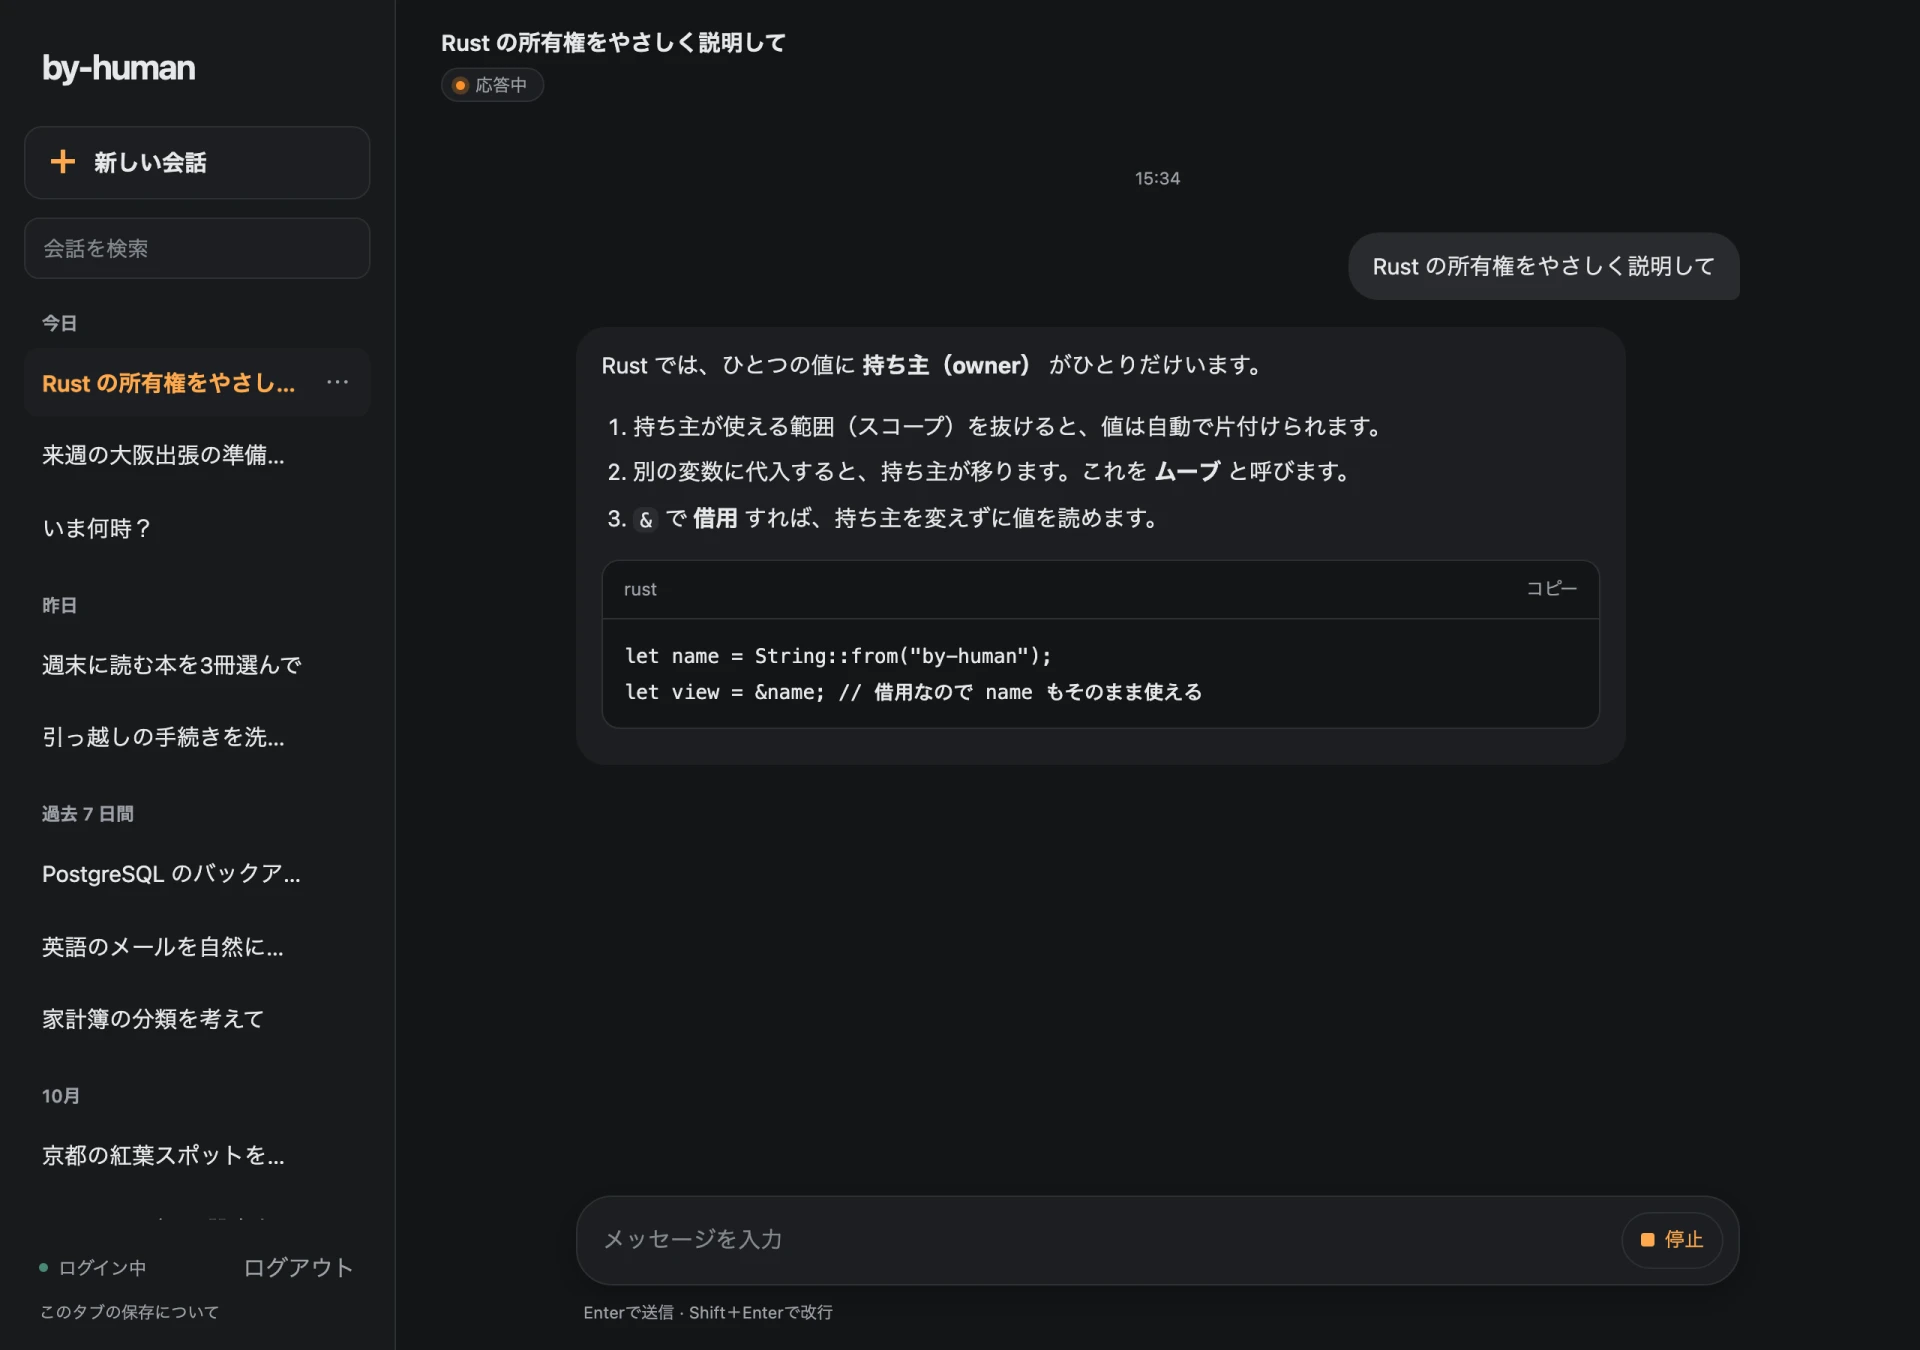 by-human
新しい会話
会話を検索
今日
Rust の所有権をやさし...
来週の大阪出張の準備...
いま何時？
昨日
週末に読む本を3冊選んで
引っ越しの手続きを洗...
過去 7 日間
PostgreSQL のバックア...
英語のメールを自然に...
家計簿の分類を考えて
10月
京都の紅葉スポットを...
ログイン中
ログアウト
このタブの保存について
Rust の所有権をやさしく説明して
応答中
15:34
Rust の所有権をやさしく説明して
Rust では、ひとつの値に 持ち主（owner） がひとりだけいます。
1. 持ち主が使える範囲（スコープ）を抜けると、値は自動で片付けられます。
2. 別の変数に代入すると、持ち主が移ります。これを ムーブ と呼びます。
3. & で 借用 すれば、持ち主を変えずに値を読めます。
rust
コピー
let name = String::from("by-human");
let view = &name; // 借用なので name もそのまま使える
メッセージを入力
停止
Enterで送信 · Shift＋Enterで改行